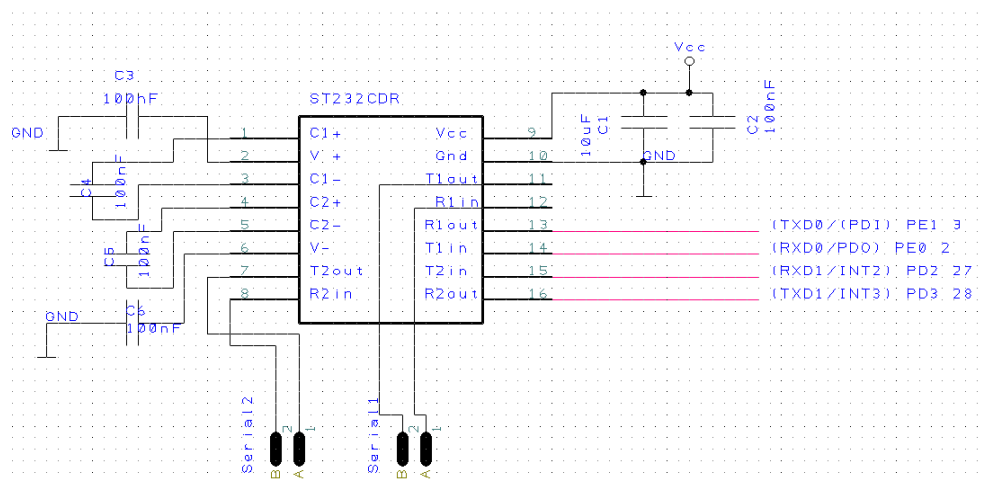 Vcc
C3
100nF
ST232CDR
GND
1 C1+ Vcc 9
2 V + Gnd 10
3 C1- T1out 11
4 C2+ R1in 12
5 C2- R1out 13
6 V- T1in 14
7 T2out T2in 15
8 R2in R2out 16
10uF
C1
GND
C2
100nF
C4
100nF
C5
100nF
GND
C6
100nF
(TXD0/(PDI) PE1 3
(RXD0/PDO) PE0 2
(RXD1/INT2) PD2 27
(TXD1/INT3) PD3 28
Serial2
2
1
B
A
Serial1
2
1
B
A